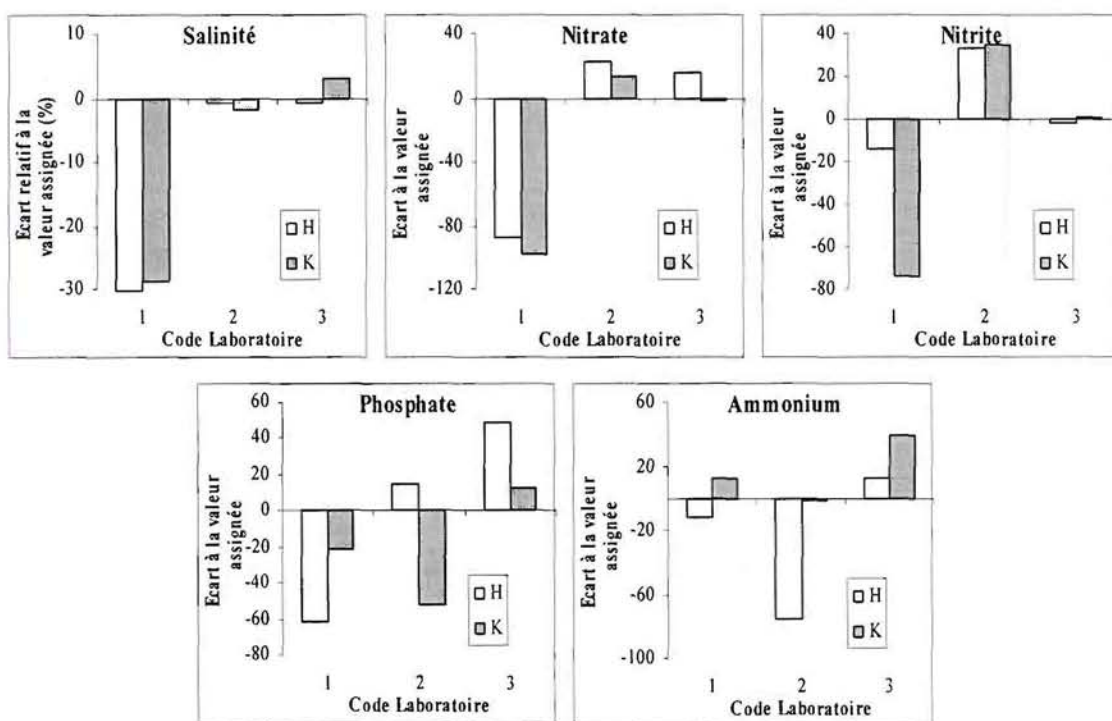 Salinité
Ecart relatif à la
valeur assignée (%)
10
0
-10
-20
-30
H
K
1 2 3
Code Laboratoire
Nitrate
Ecart à la valeur
assignée
40
0
-40
-80
-120
H
K
1 2 3
Code Laboratoire
Nitrite
Ecart à la valeur
assignée
40
20
0
-20
-40
-60
-80
H
K
1 2 3
Code Laboratoire
Phosphate
Ecart à la valeur
assignée
60
40
20
0
-20
-40
-60
-80
H
K
1 2 3
Code Laboratoire
Ammonium
Ecart à la valeur
assignée
60
20
-20
-60
-100
H
K
1 2 3
Code Laboratoire